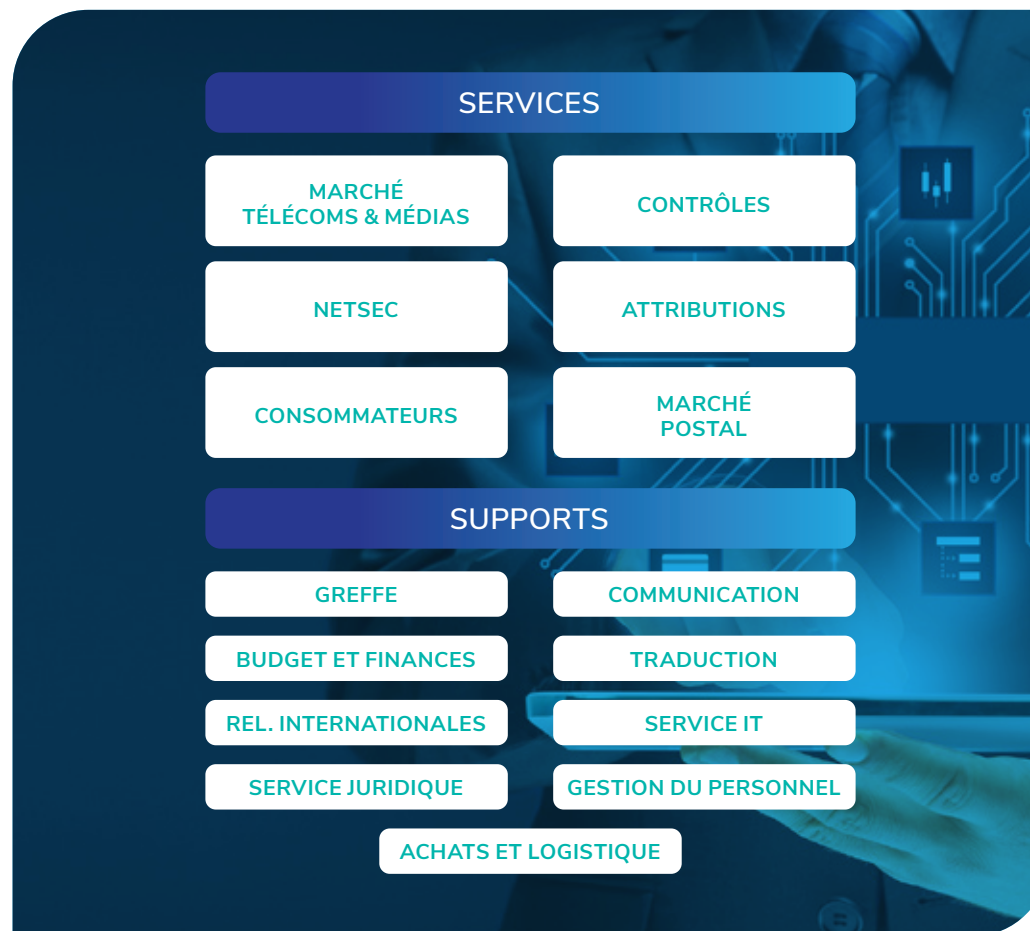 SERVICES
MARCHÉ
TÉLÉCOMS & MÉDIAS
CONTRÔLES
NETSEC
ATTRIBUTIONS
CONSOMMATEURS
MARCHÉ
POSTAL
SUPPORTS
GREFFE
COMMUNICATION
BUDGET ET FINANCES
TRADUCTION
REL. INTERNATIONALES
SERVICE IT
SERVICE JURIDIQUE
GESTION DU PERSONNEL
ACHATS ET LOGISTIQUE